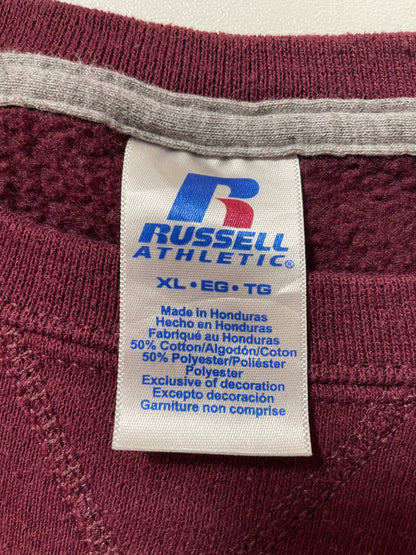 RUSSELL
ATHLETIC®
XL • EG • TG
Made in Honduras
Hecho en Honduras
Fabriqué au Honduras
50% Cotton/Algodón/Coton
50% Polyester/Poliéster
Polyester
Exclusive of decoration
Excepto decoración
Garniture non comprise